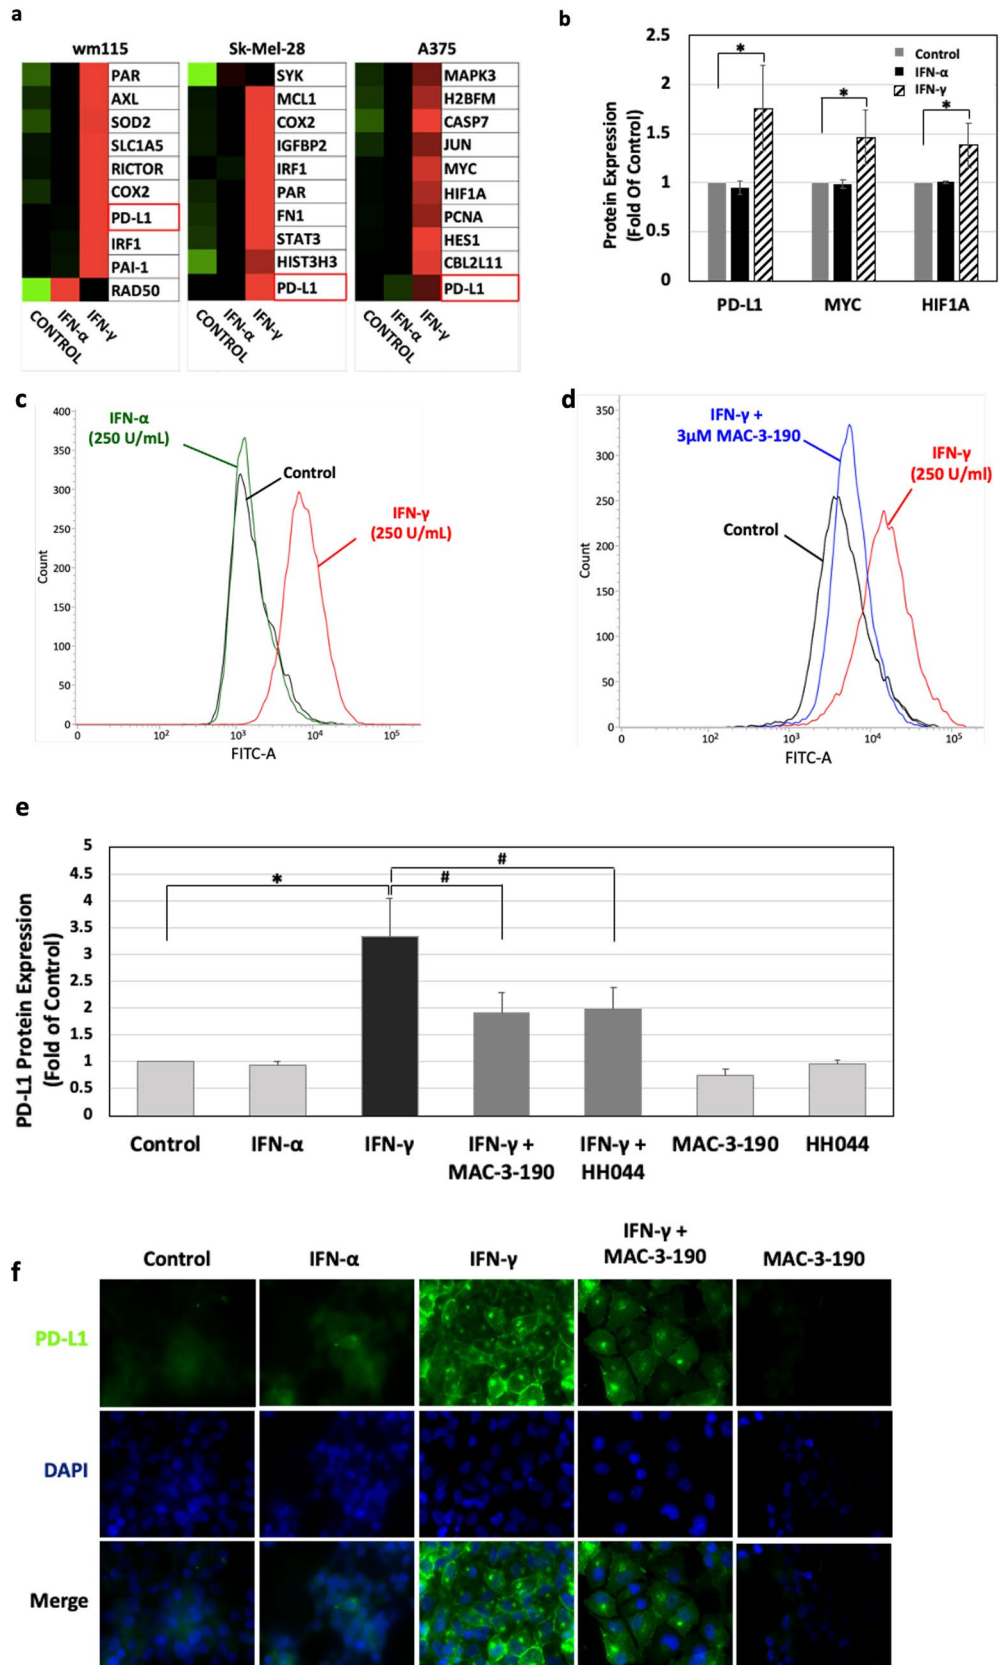 a
wm115
PAR
AXL
SOD2
SLC1A5
RICTOR
COX2
PD-L1
IRF1
PAI-1
RAD50
CONTROL
IFN-α
IFN-γ
Sk-Mel-28
SYK
MCL1
COX2
IGFBP2
IRF1
PAR
FN1
STAT3
HIST3H3
PD-L1
CONTROL
IFN-α
IFN-γ
A375
MAPK3
H2BFM
CASP7
JUN
MYC
HIF1A
PCNA
HES1
CBL2L11
PD-L1
CONTROL
IFN-α
IFN-γ
b
Protein Expression
(Fold Of Control)
2.5
2
1.5
1
0.5
0
Control
IFN-α
IFN-γ
*
*
*
PD-L1 MYC HIF1A
c
IFN-α
(250 U/mL)
Control
IFN-γ
(250 U/mL)
Count
400
350
300
250
200
150
100
50
0
0 10² 10³ 10⁴ 10⁵
FITC-A
d
IFN-γ +
3μM MAC-3-190
IFN-γ
(250 U/ml)
Control
Count
350
300
250
200
150
100
50
0
0 10² 10³ 10⁴ 10⁵
FITC-A
e
PD-L1 Protein Expression
(Fold of Control)
5
4.5
4
3.5
3
2.5
2
1.5
1
0.5
0
*
#
#
Control
IFN-α
IFN-γ
IFN-γ +
MAC-3-190
IFN-γ +
HH044
MAC-3-190
HH044
f
Control
IFN-α
IFN-γ
IFN-γ +
MAC-3-190
MAC-3-190
PD-L1
DAPI
Merge